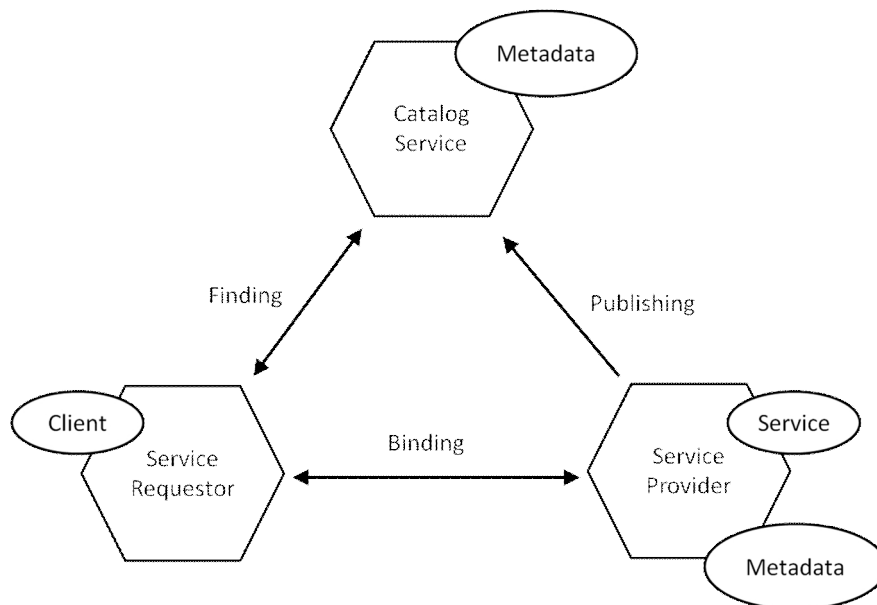 Metadata
Catalog
Service
Finding
Publishing
Client
Service
Requestor
Binding
Service
Service
Provider
Metadata